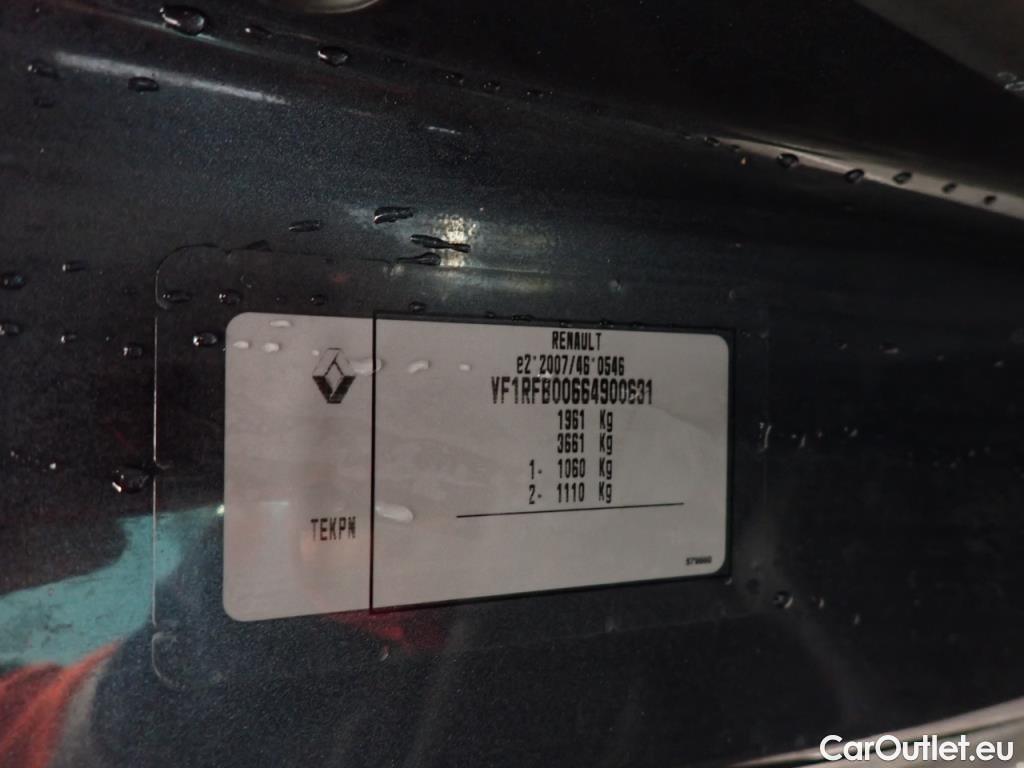 RENAULT
e2*2007/46*0546
VF1RFB00664900631
1961 Kg
3661 Kg
1- 1060 Kg
2- 1110 Kg
TEKPN
CarOutlet.eu